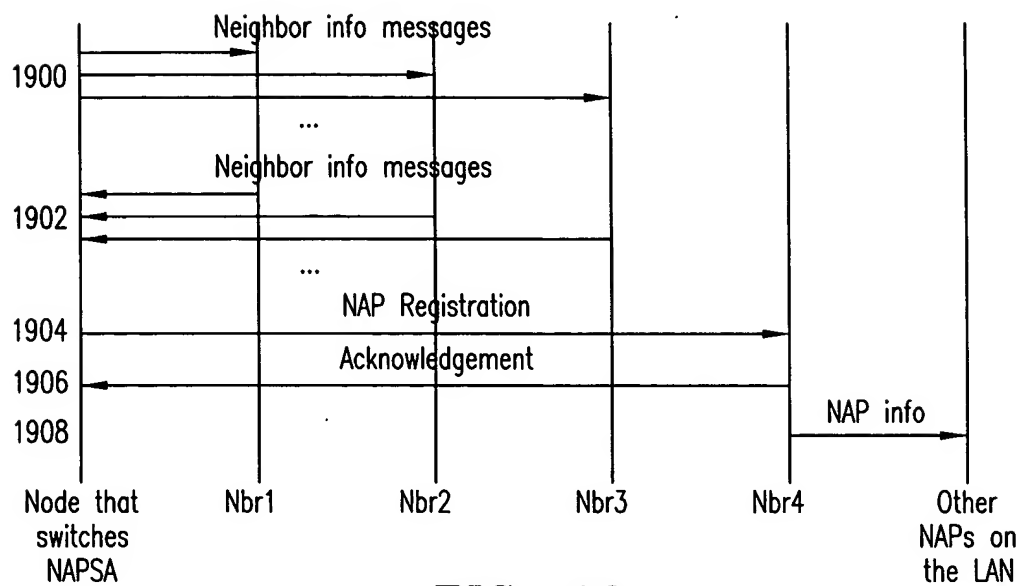 Neighbor info messages
1900
...
Neighbor info messages
1902
...
NAP Registration
1904
Acknowledgement
1906
NAP info
1908
Node that
switches
NAPSA
Nbr1
Nbr2
Nbr3
Nbr4
Other
NAPs on
the LAN